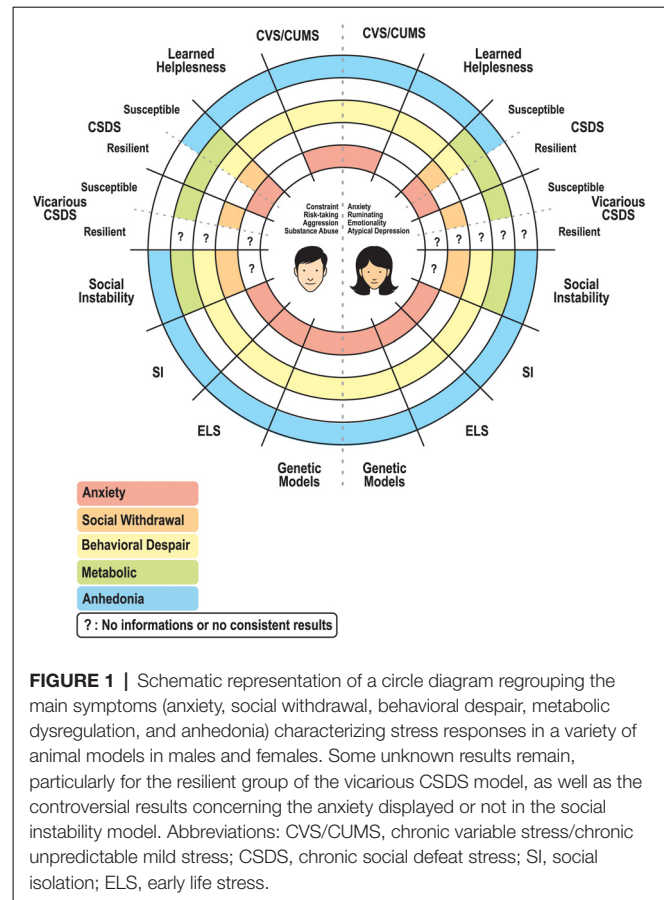 CVS/CUMS CVS/CUMS
Learned
Helplesness
Learned
Helplesness
Susceptible
CSDS
Resilient
Susceptible
CSDS
Resilient
Susceptible
Vicarious
CSDS
Resilient
Susceptible
Vicarious
CSDS
Resilient
? ? ? ? ? ? ? ?
? ?
Constraint
Risk-taking
Aggression
Substance Abuse
Anxiety
Ruminating
Emotionality
Atypical Depression
Social
Instability
Social
Instability
SI SI
ELS ELS
Genetic
Models
Genetic
Models
Anxiety
Social Withdrawal
Behavioral Despair
Metabolic
Anhedonia
? : No informations or no consistent results
FIGURE 1 | Schematic representation of a circle diagram regrouping the
main symptoms (anxiety, social withdrawal, behavioral despair, metabolic
dysregulation, and anhedonia) characterizing stress responses in a variety of
animal models in males and females. Some unknown results remain,
particularly for the resilient group of the vicarious CSDS model, as well as the
controversial results concerning the anxiety displayed or not in the social
instability model. Abbreviations: CVS/CUMS, chronic variable stress/chronic
unpredictable mild stress; CSDS, chronic social defeat stress; SI, social
isolation; ELS, early life stress.